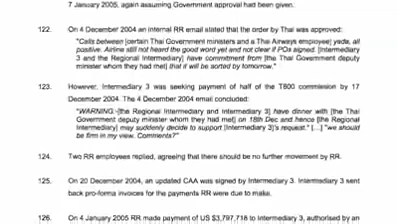 7 January 2005, again assuming Government approval had been given.
122. On 4 December 2004 an internal RR email stated that the order by Thai was approved:
"Calls between [certain Thai Government ministers and a Thai Airways employee] yada, all
positive. Airline still not heard the good word yet and not clear if POs signed. [Intermediary
3 and the Regional Intermediary] have commitment from [the Thai Government deputy
minister whom they had met] that it will be sorted by tomorrow."
123. However, Intermediary 3 was seeking payment of half of the T800 commission by 17
December 2004. The 4 December email concluded:
"WARNING-[the Regional Intermediary and Intermediary 3] have dinner with [the Thai
Government deputy minister whom they had met] on 18th Dec and hence [the Regional
Intermediary] may suddenly decide to support [Intermediary 3]'s request." [...] "we should
be firm in my view. Comments?"
124. Two RR employees replied, agreeing that there should be no further movement by RR.
125. On 20 December 2004, an updated CAA was signed by Intermediary 3. Intermediary 3 sent
back pro-forma invoices for the payments RR were due to make.
126. On 4 January 2005 RR made payment of US $3,797,718 to Intermediary 3, authorised by an